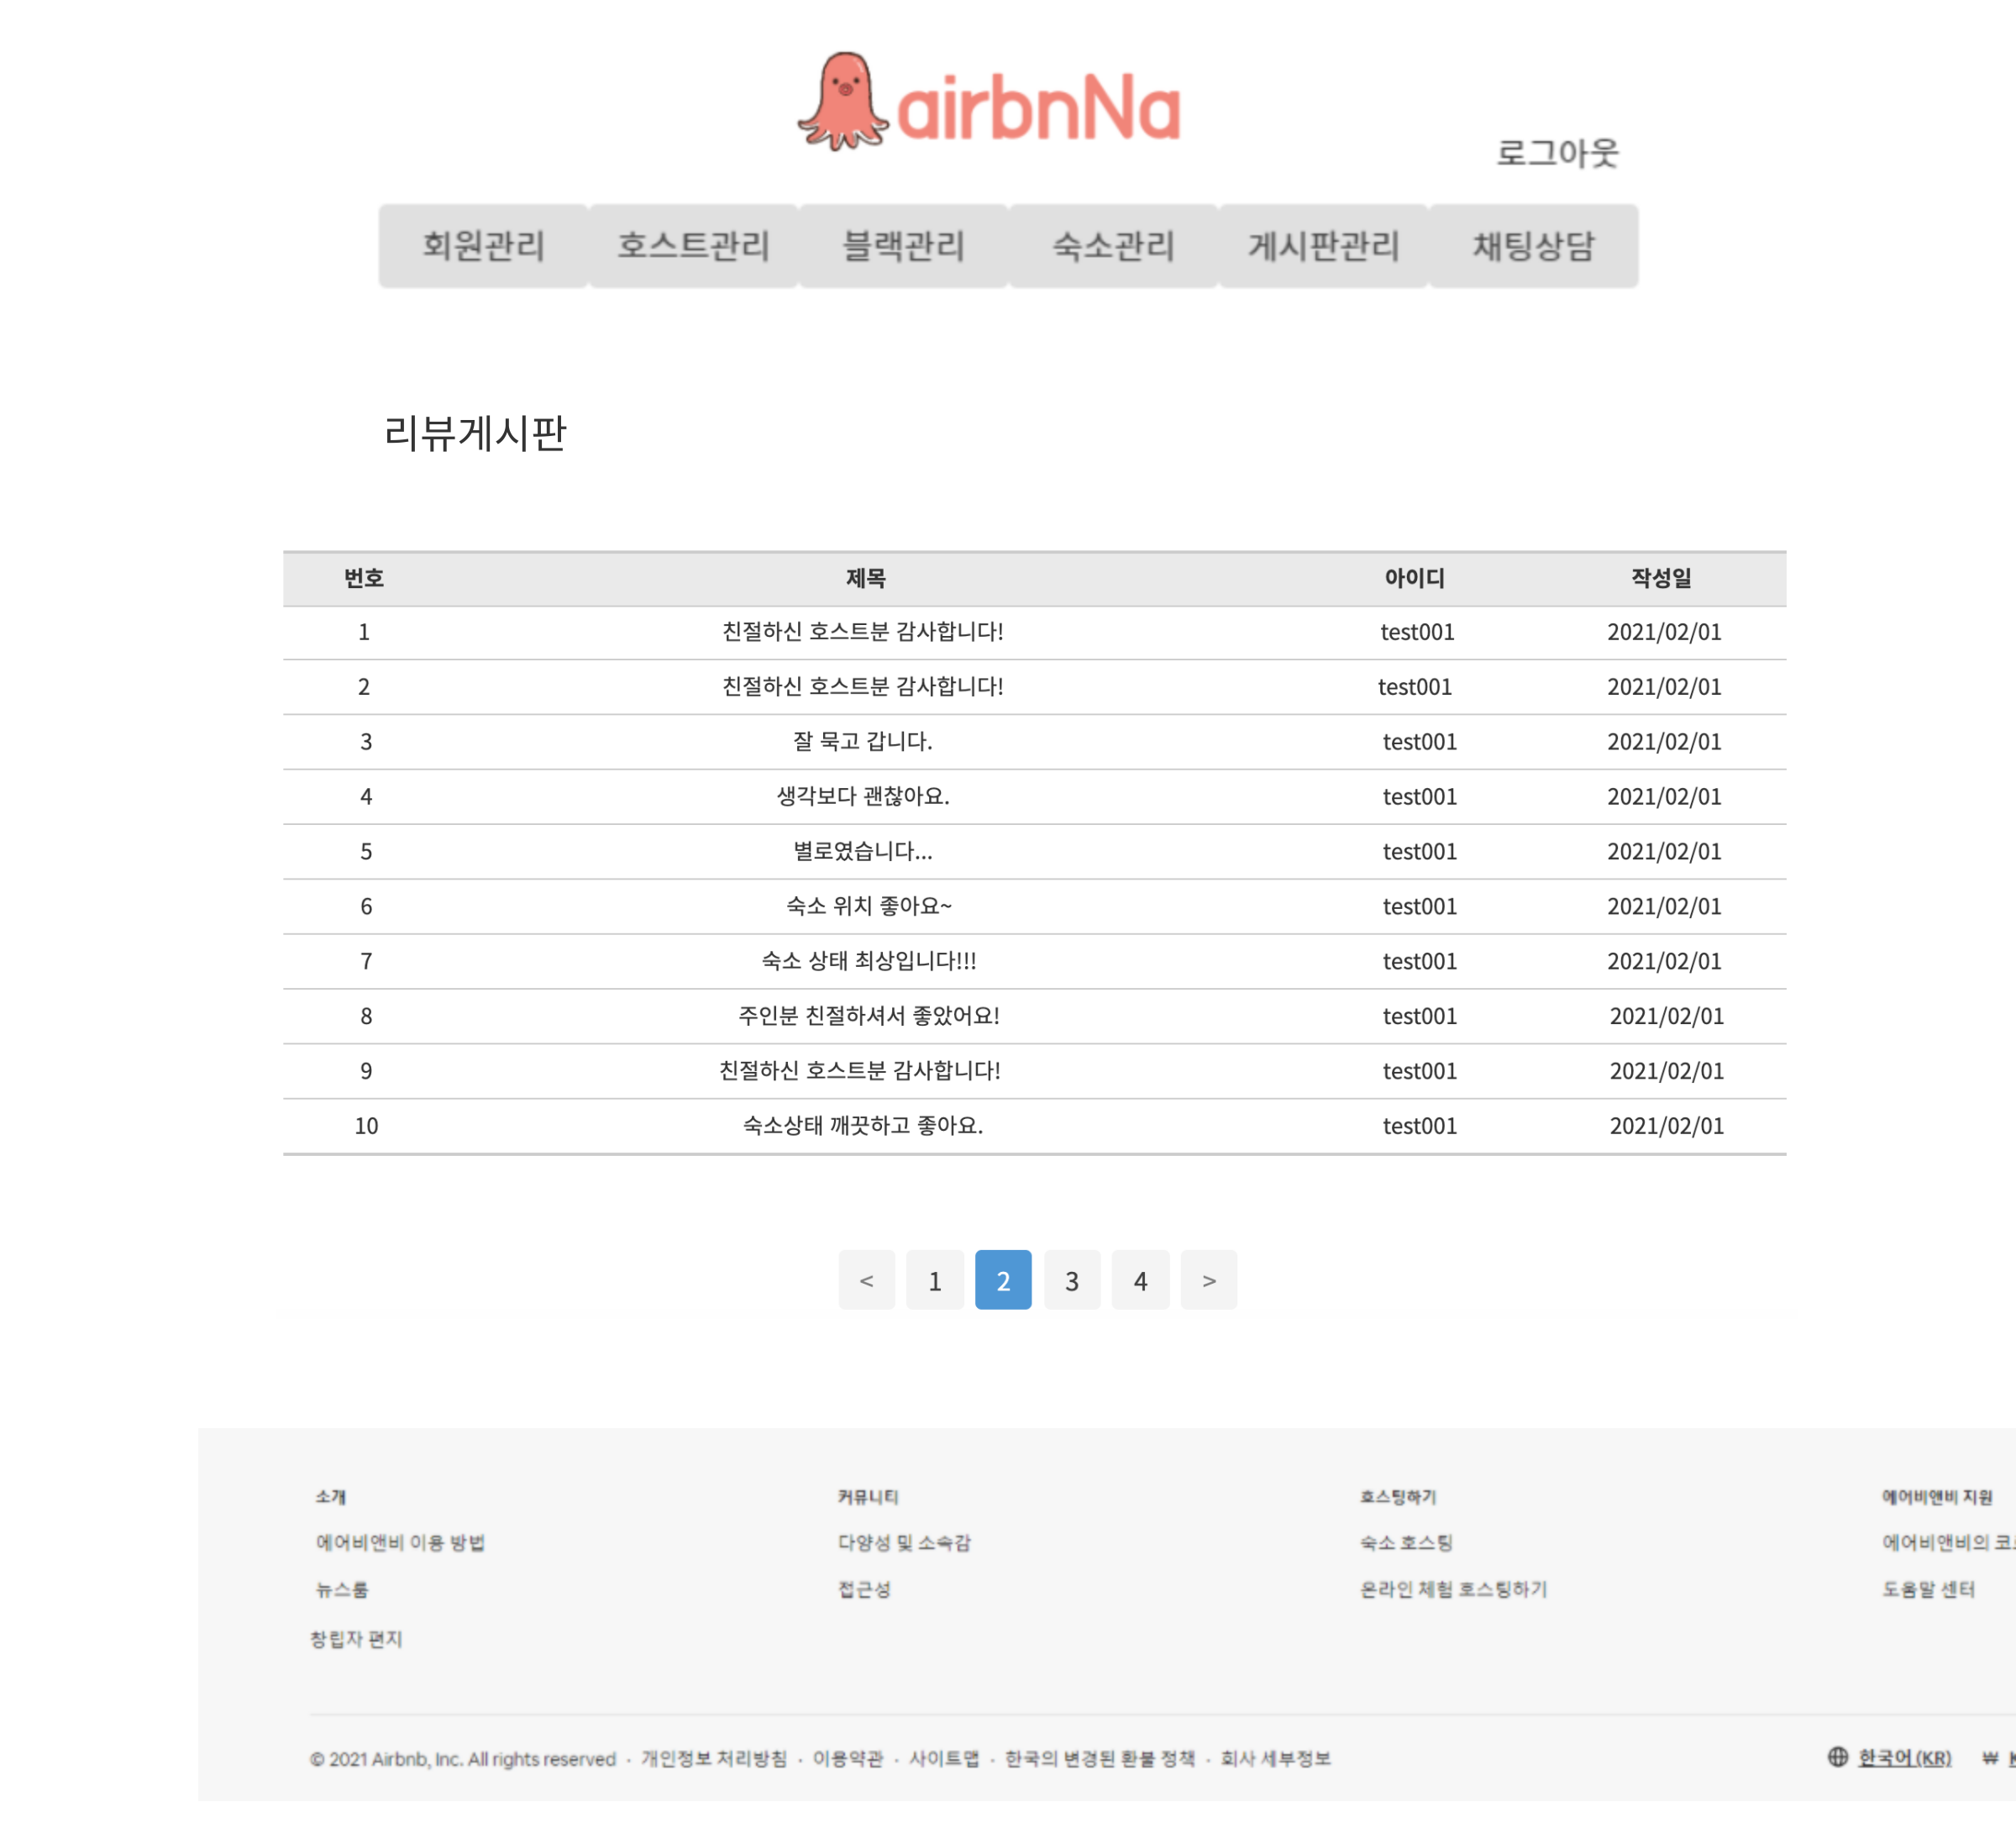 airbnNa
로그아웃
회원관리 호스트관리 블랙관리 숙소관리 게시판관리 채팅상담
리뷰게시판
번호 제목 아이디 작성일
1 친절하신 호스트분 감사합니다! test001 2021/02/01
2 친절하신 호스트분 감사합니다! test001 2021/02/01
3 잘 묵고 갑니다. test001 2021/02/01
4 생각보다 괜찮아요. test001 2021/02/01
5 별로였습니다... test001 2021/02/01
6 숙소 위치 좋아요~ test001 2021/02/01
7 숙소 상태 최상입니다!!! test001 2021/02/01
8 주인분 친절하셔서 좋았어요! test001 2021/02/01
9 친절하신 호스트분 감사합니다! test001 2021/02/01
10 숙소상태 깨끗하고 좋아요. test001 2021/02/01
< 1 2 3 4 >
소개 커뮤니티 호스팅하기 에어비앤비 지원
에어비앤비 이용 방법 다양성 및 소속감 숙소 호스팅 에어비앤비의
뉴스룸 접근성 온라인 체험 호스팅하기 도움말 센터
창립자 편지
© 2021 Airbnb, Inc. All rights reserved · 개인정보 처리방침 · 이용약관 · 사이트맵 · 한국의 변경된 환불 정책 · 회사 세부정보 한국어 (KR) ₩